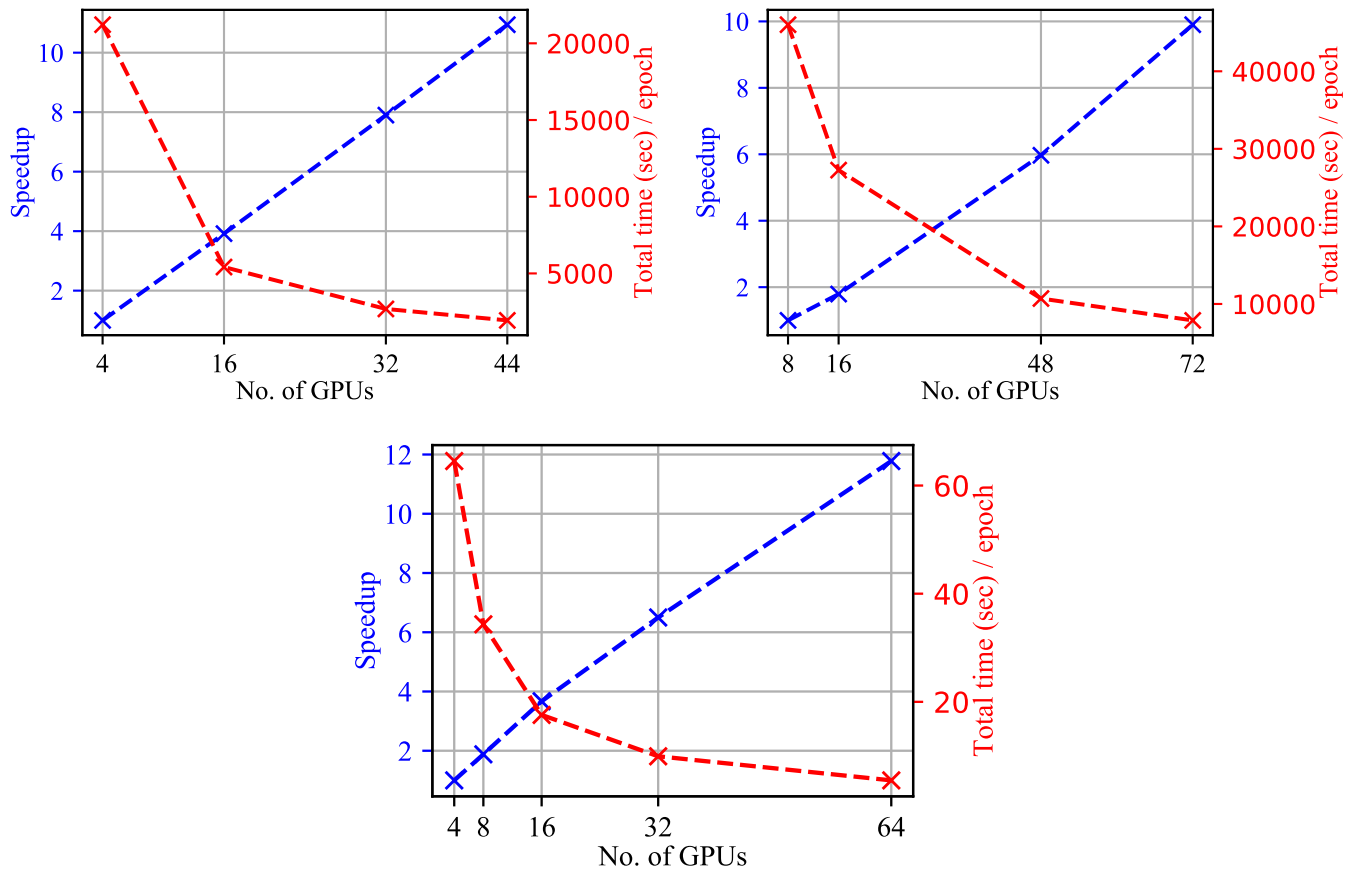 10
8
6
4
2
Speedup
20000
15000
10000
5000
Total time (sec) / epoch
4 16 32 44
No. of GPUs
10
8
6
4
2
Speedup
40000
30000
20000
10000
Total time (sec) / epoch
8 16 48 72
No. of GPUs
12
10
8
6
4
2
Speedup
60
40
20
Total time (sec) / epoch
4 8 16 32 64
No. of GPUs